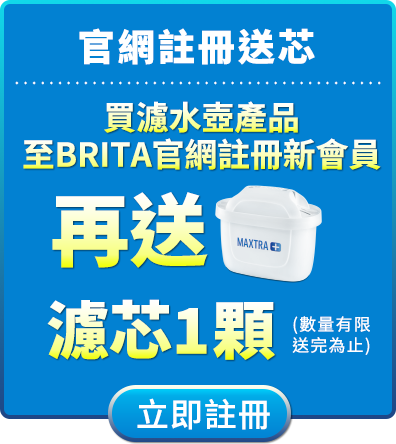 官網註冊送芯
買濾水壺產品
至BRITA官網註冊新會員
再送
MAXTRA+
濾芯1顆
(數量有限
送完為止)
立即註冊